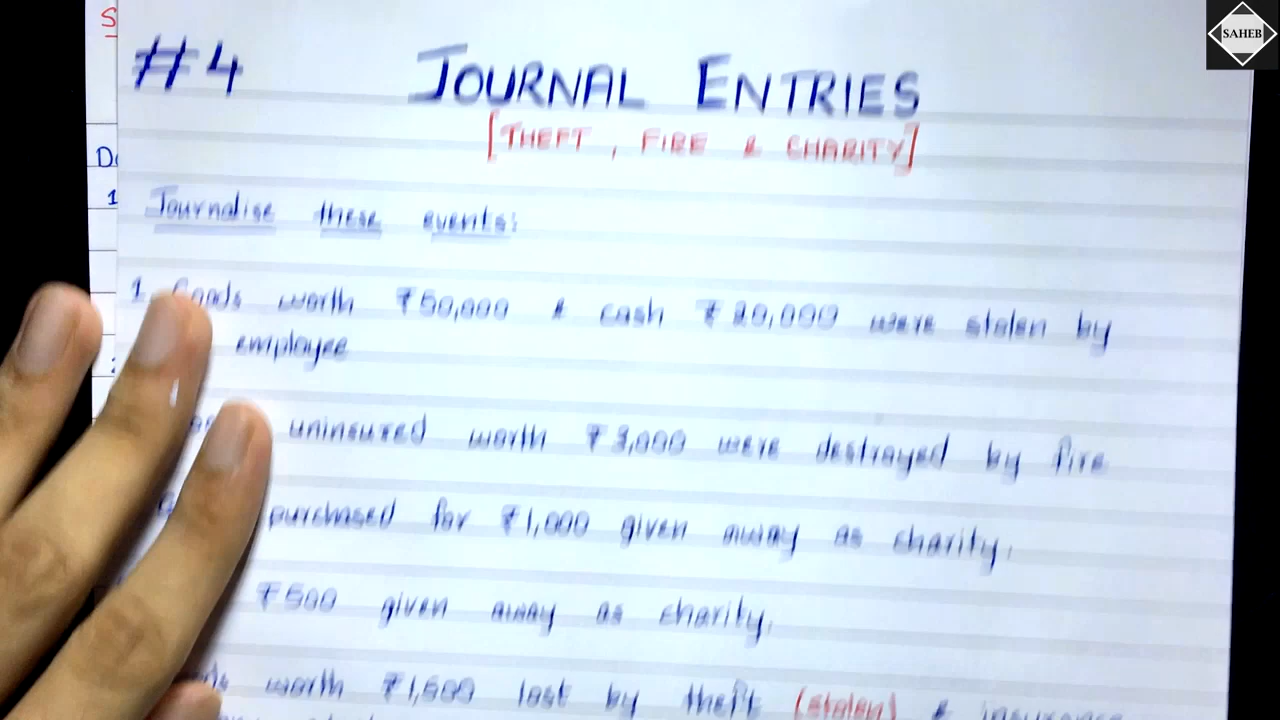 SAHEB
S
#4 JOURNAL ENTRIES
[THEFT, FIRE & CHARITY]
Journalise these events:
1. Goods worth ₹50,000 & cash ₹20,000 were stolen by
employee
uninsured worth ₹3,000 were destroyed by fire
purchased for ₹1,000 given away as charity.
₹500 given away as charity.
worth lost by theft (stolen) & insurance